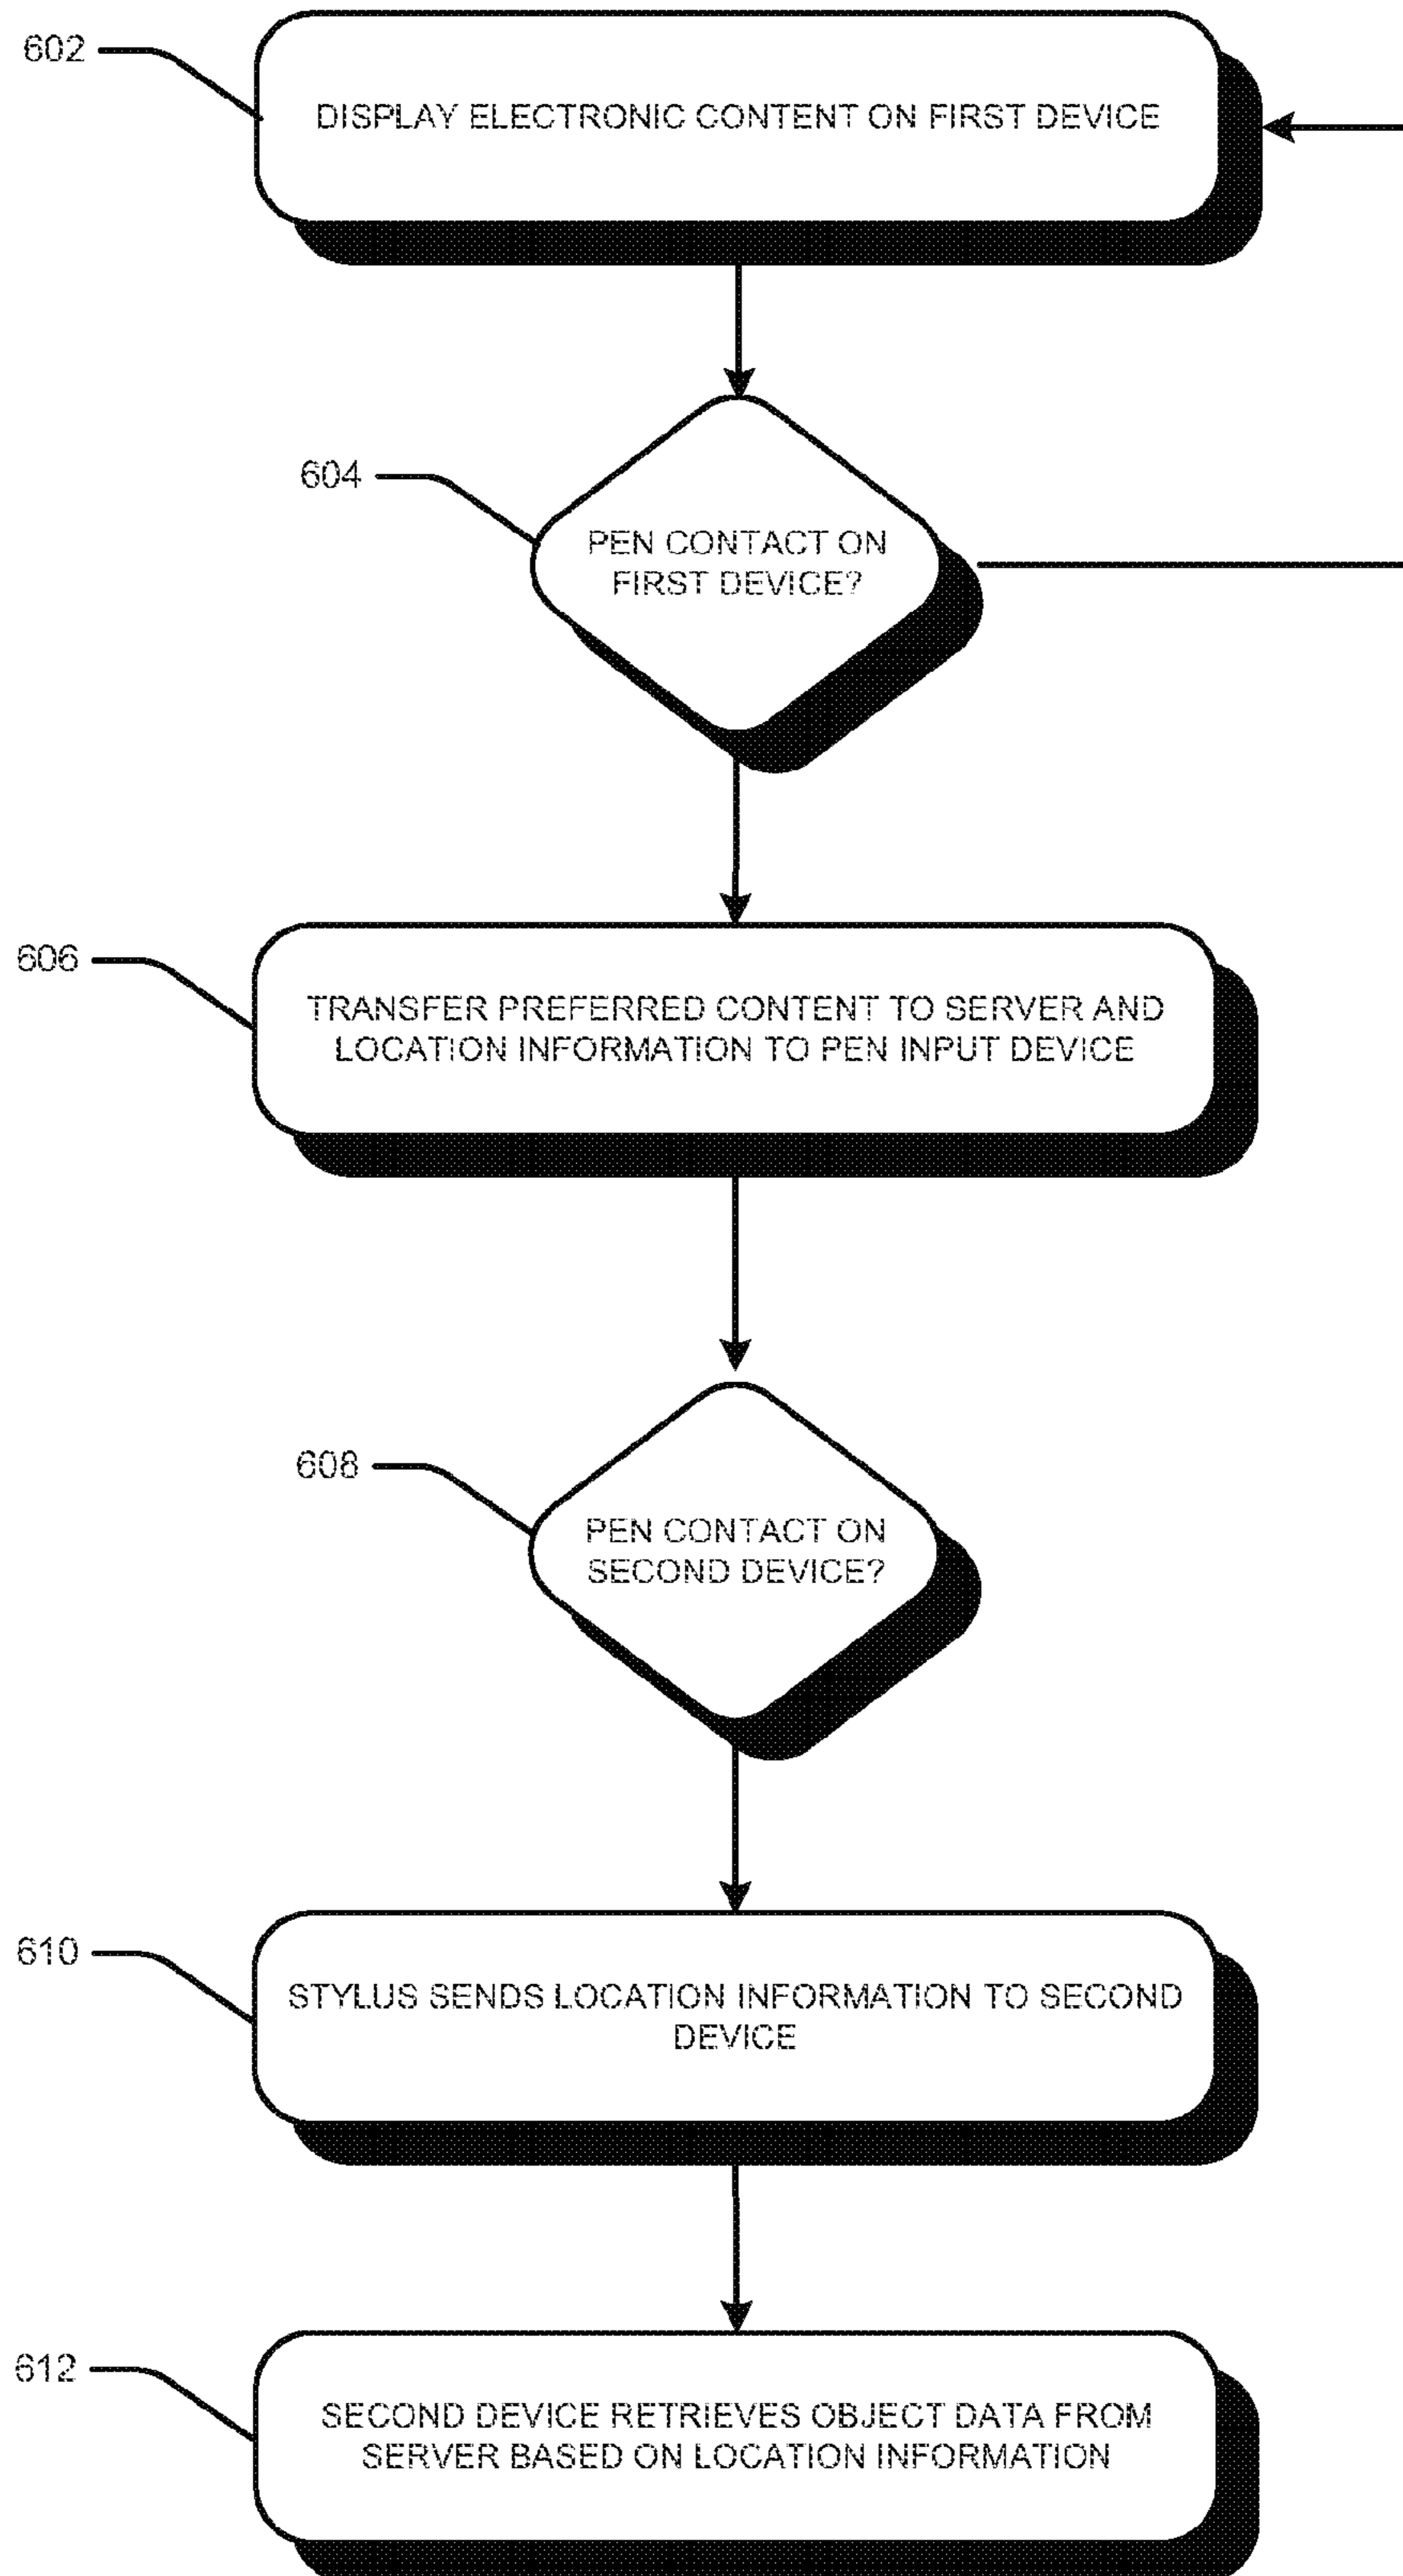 602
DISPLAY ELECTRONIC CONTENT ON FIRST DEVICE
604
PEN CONTACT ON
FIRST DEVICE?
606
TRANSFER PREFERRED CONTENT TO SERVER AND
LOCATION INFORMATION TO PEN INPUT DEVICE
608
PEN CONTACT ON
SECOND DEVICE?
610
STYLUS SENDS LOCATION INFORMATION TO SECOND
DEVICE
612
SECOND DEVICE RETRIEVES OBJECT DATA FROM
SERVER BASED ON LOCATION INFORMATION